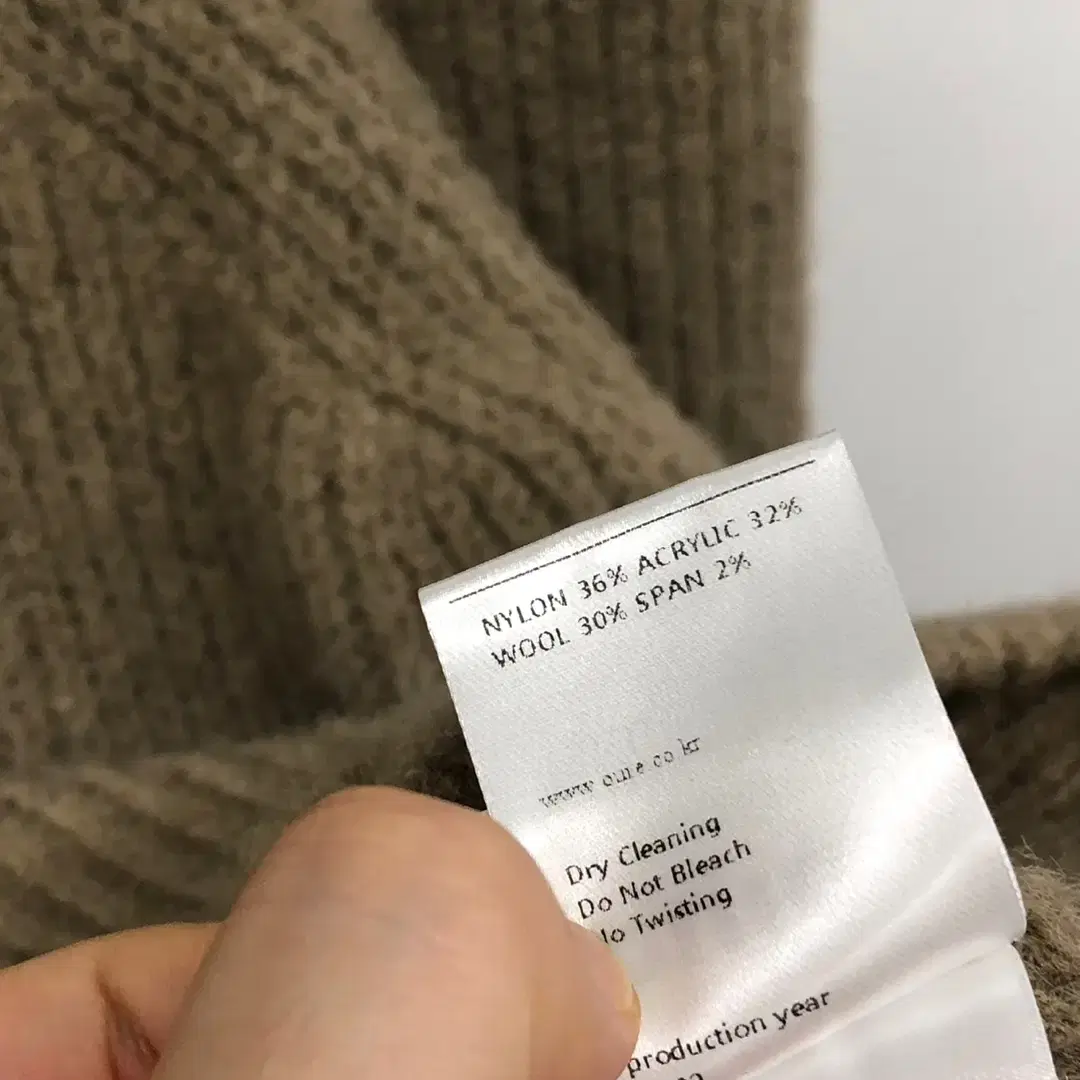 NYLON 36% ACRYLIC 32%
WOOL 30% SPAN 2%
Dry Cleaning
Do Not Bleach
Twisting
production year